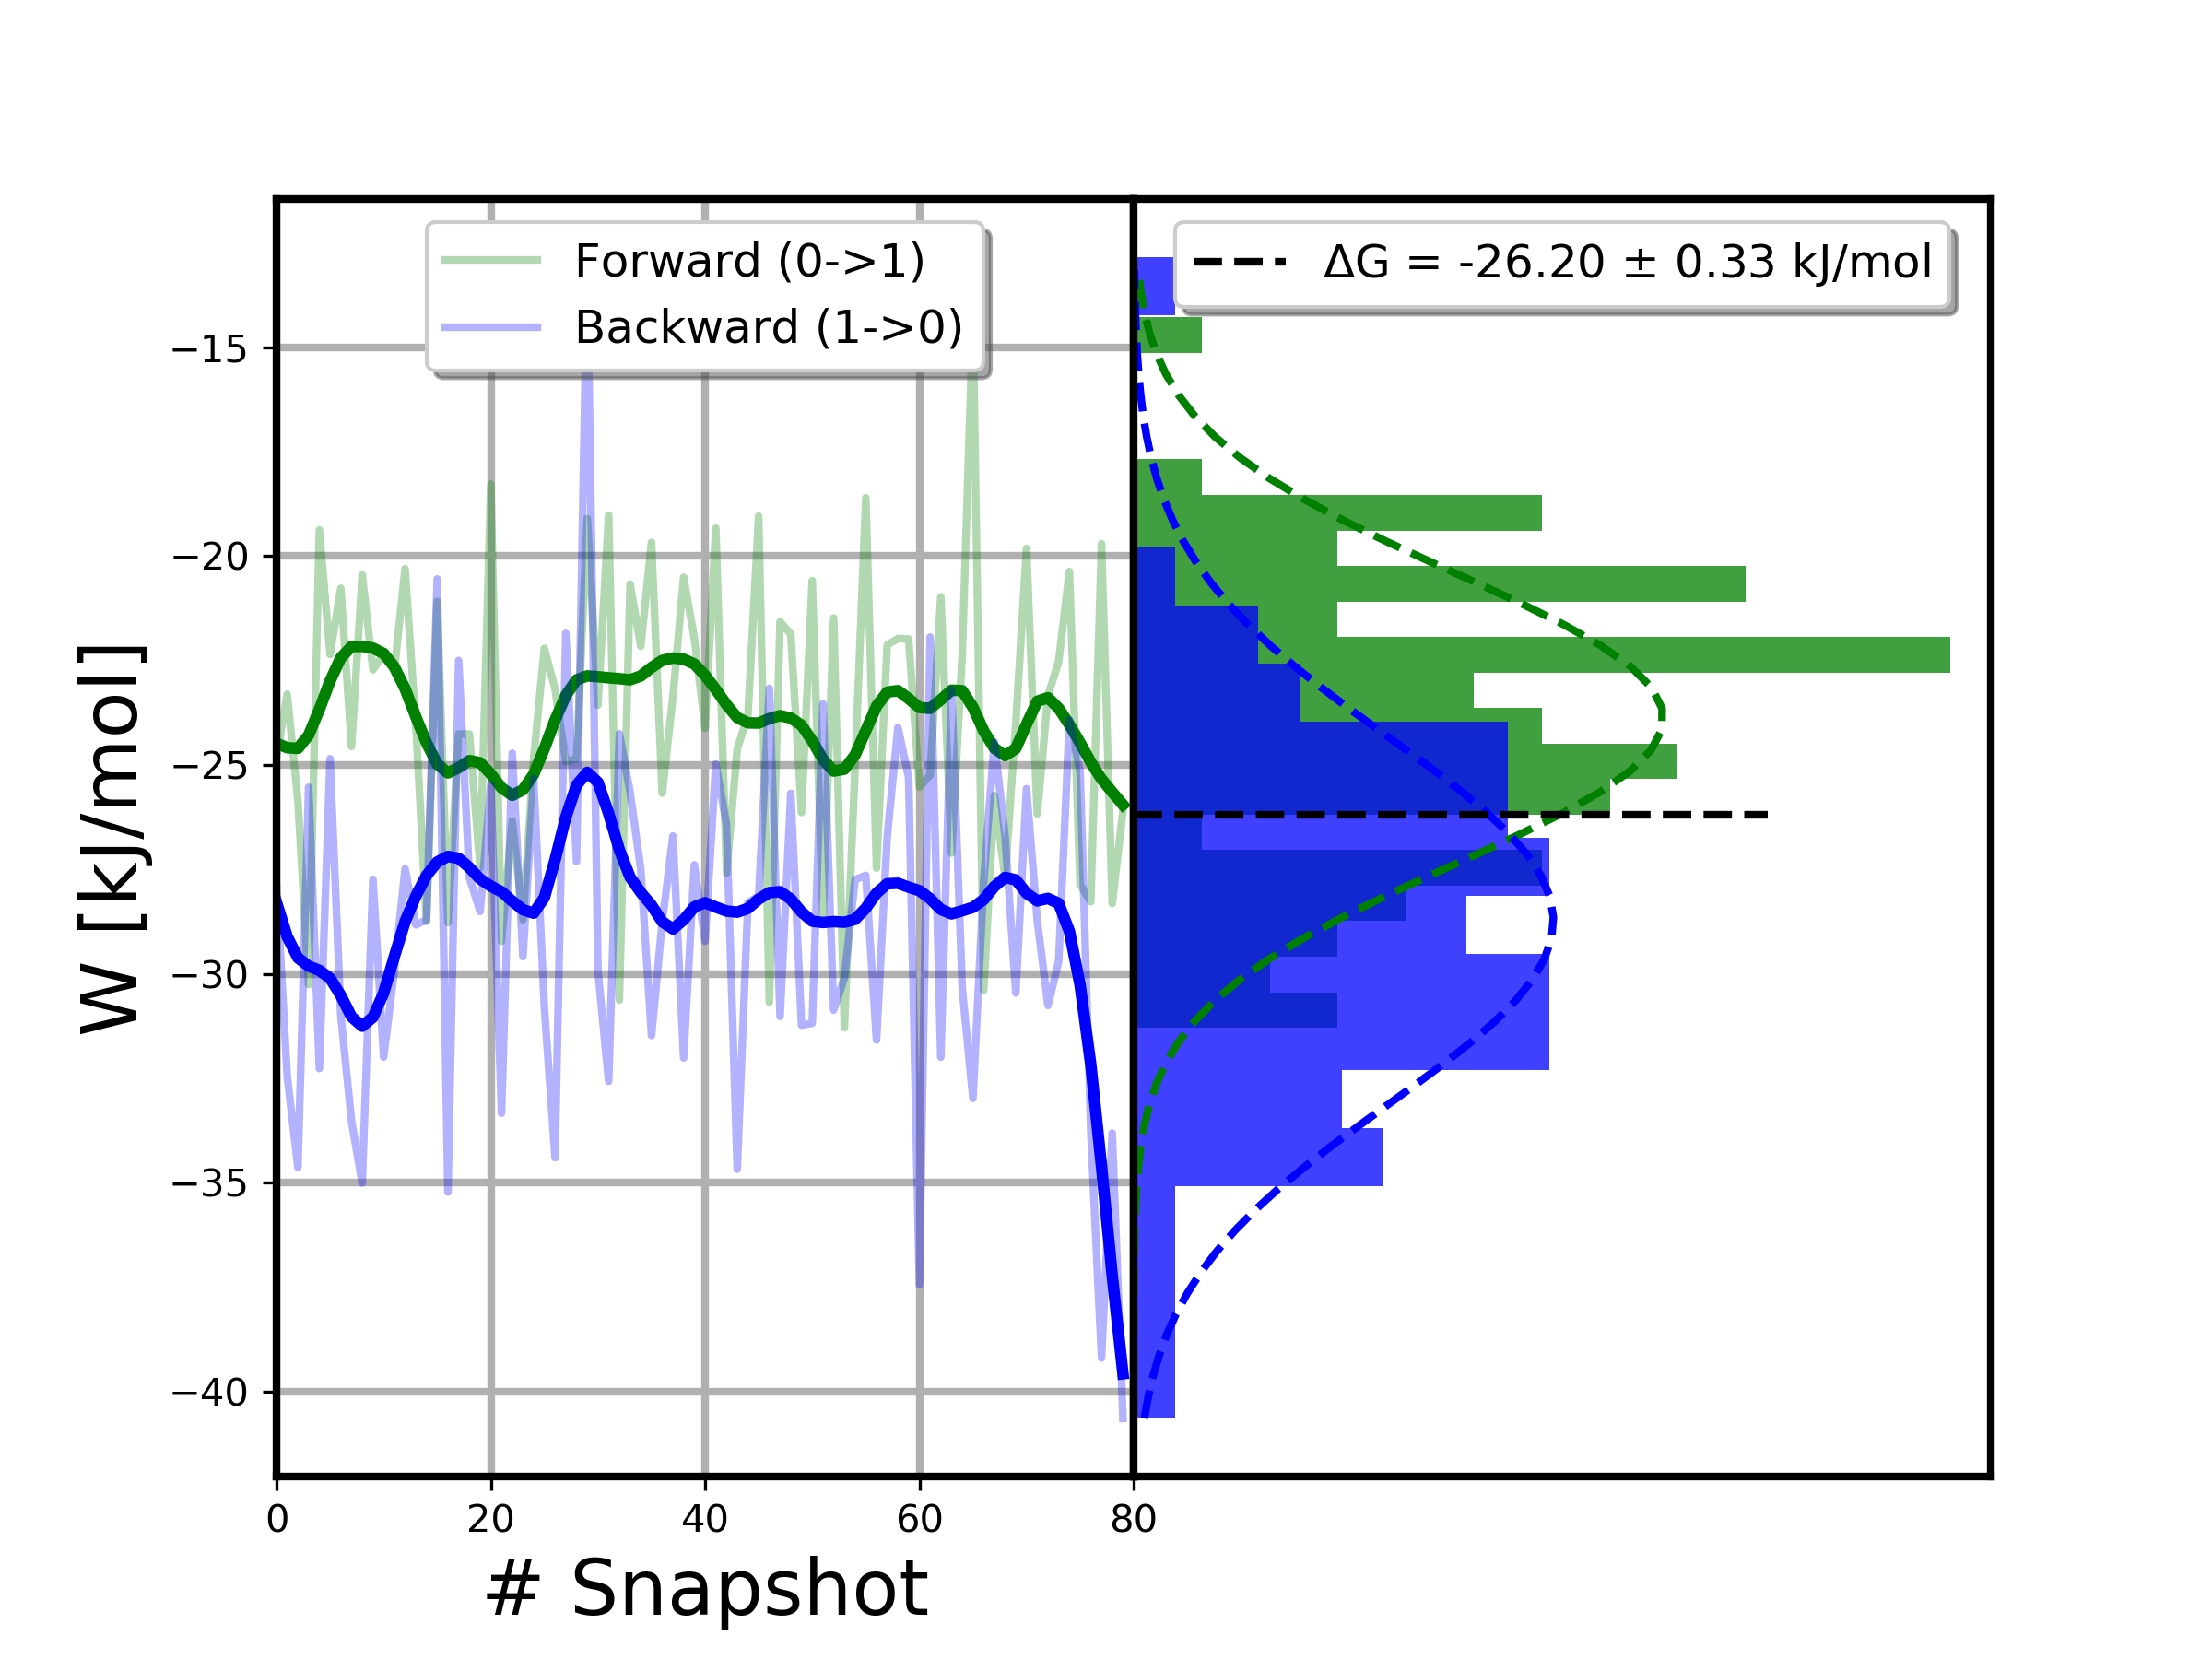 Forward (0->1)
Backward (1->0)
ΔG = -26.20 ± 0.33 kJ/mol
W [kJ/mol]
−15
−20
−25
−30
−35
−40
0 20 40 60 80
# Snapshot